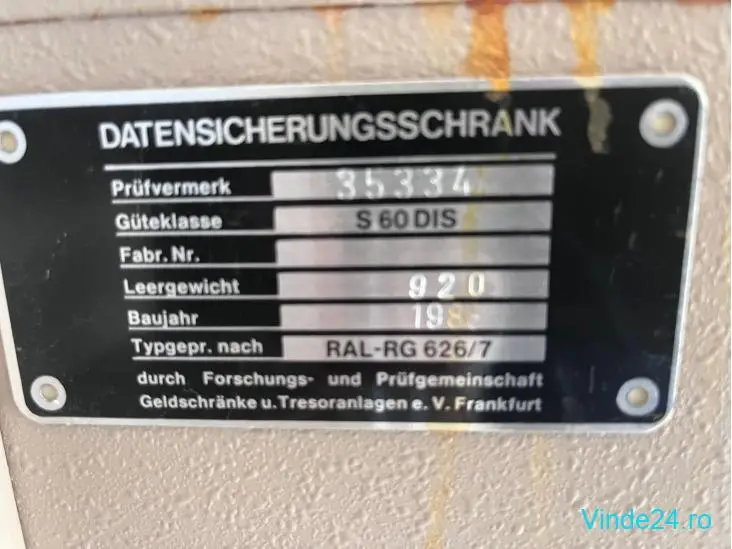 DATENSICHERUNGSSCHRANK
Prüfvermerk 35334
Güteklasse S 60 DIS
Fabr. Nr.
Leergewicht 920
Baujahr
Typgepr. nach RAL-RG 626/7
durch Forschungs- und Prüfgemeinschaft
Geldschränke u. Tresoranlagen e. V. Frankfurt
Vinde24.ro